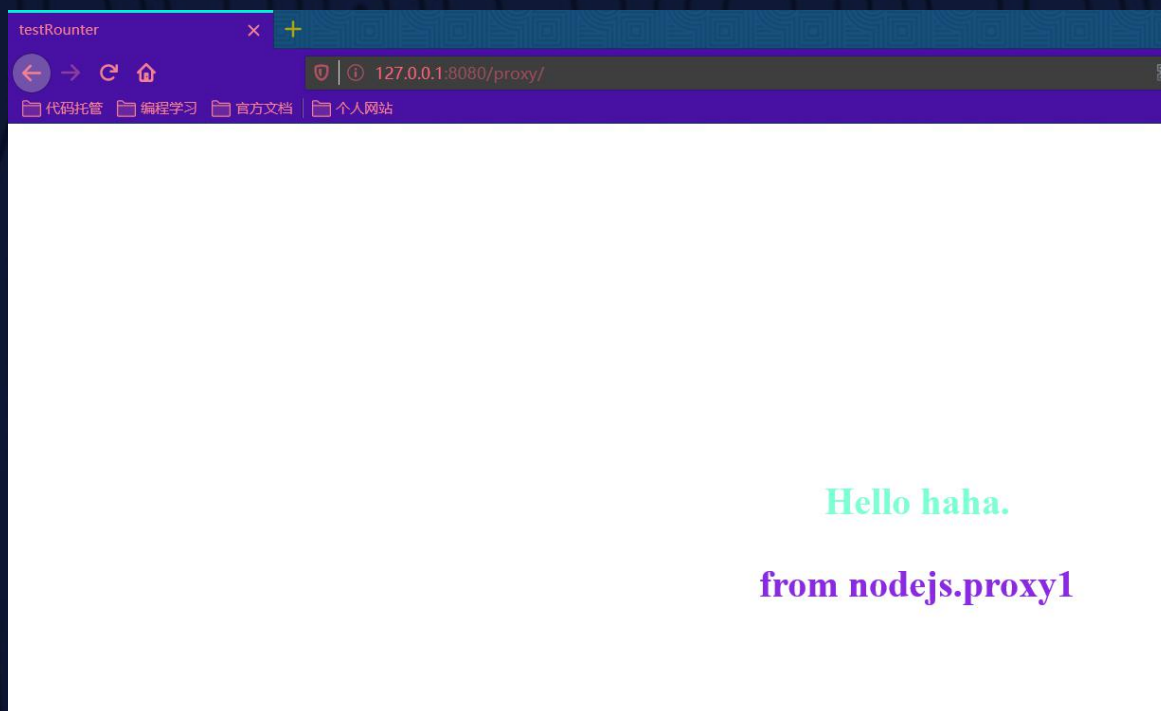 testRounter
127.0.0.1:8080/proxy/
代码托管 编程学习 官方文档 个人网站
Hello haha.
from nodejs.proxy1